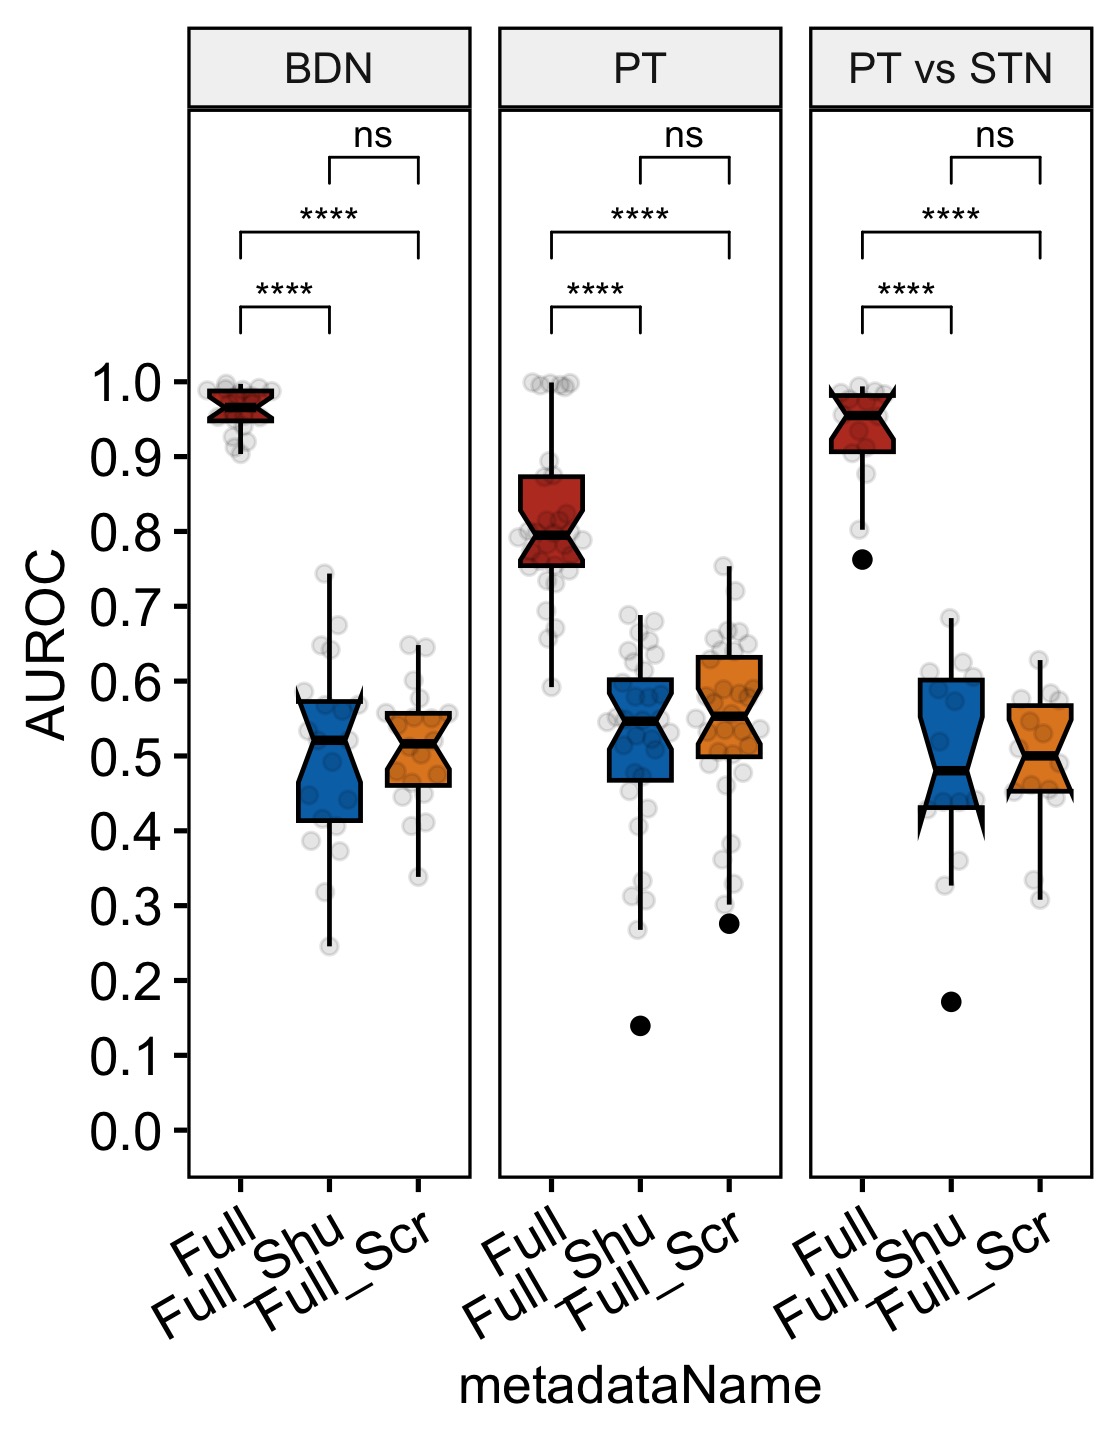 BDN PT PT vs STN
ns ns ns
**** **** ****
**** **** ****
1.0
0.9
0.8
0.7
0.6
0.5
0.4
0.3
0.2
0.1
0.0
AUROC
Full Full_Shu Full_Scr Full Full_Shu Full_Scr Full Full_Shu Full_Scr
metadataName